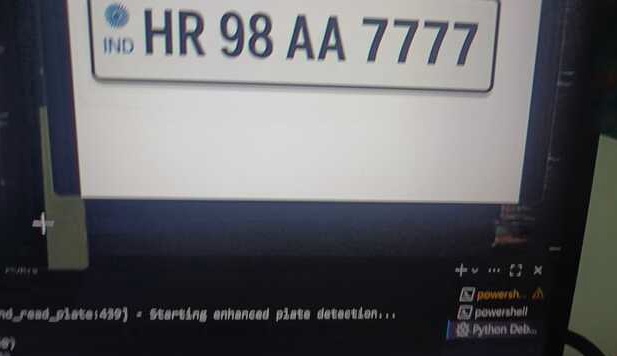 IND HR 98 AA 7777
nd_read_plate:439] - Starting enhanced plate detection...
powersh...
powershell
Python Deb...